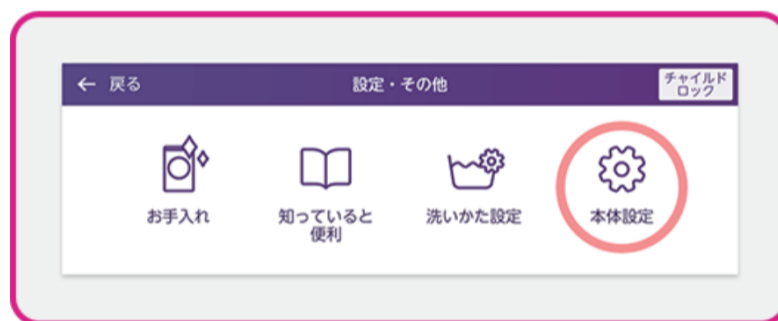 ← 戻る
設定・その他
チャイルド
ロック
お手入れ
知っていると
便利
洗いかた設定
本体設定